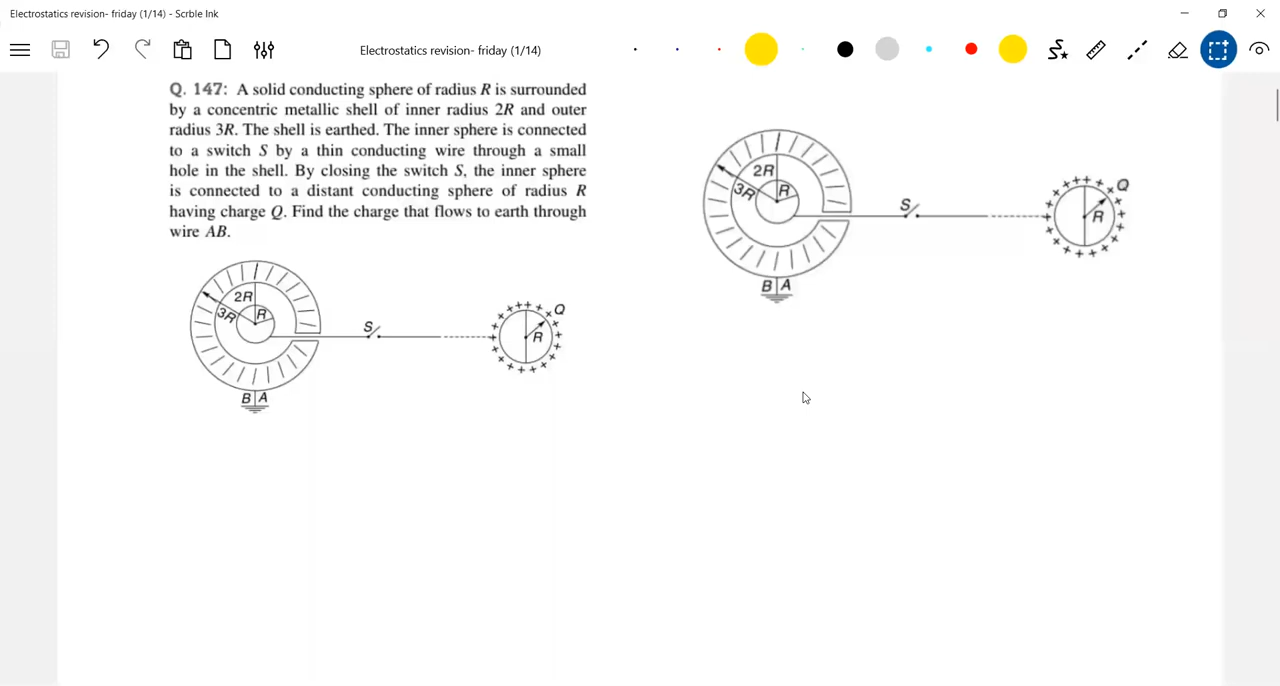 Electrostatics revision- friday (1/14) - Scrble Ink
Electrostatics revision- friday (1/14)
Q. 147: A solid conducting sphere of radius R is surrounded
by a concentric metallic shell of inner radius 2R and outer
radius 3R. The shell is earthed. The inner sphere is connected
to a switch S by a thin conducting wire through a small
hole in the shell. By closing the switch S, the inner sphere
is connected to a distant conducting sphere of radius R
having charge Q. Find the charge that flows to earth through
wire AB.
2R
3R
R
S
Q
R
B A
2R
3R
R
S
Q
R
B A